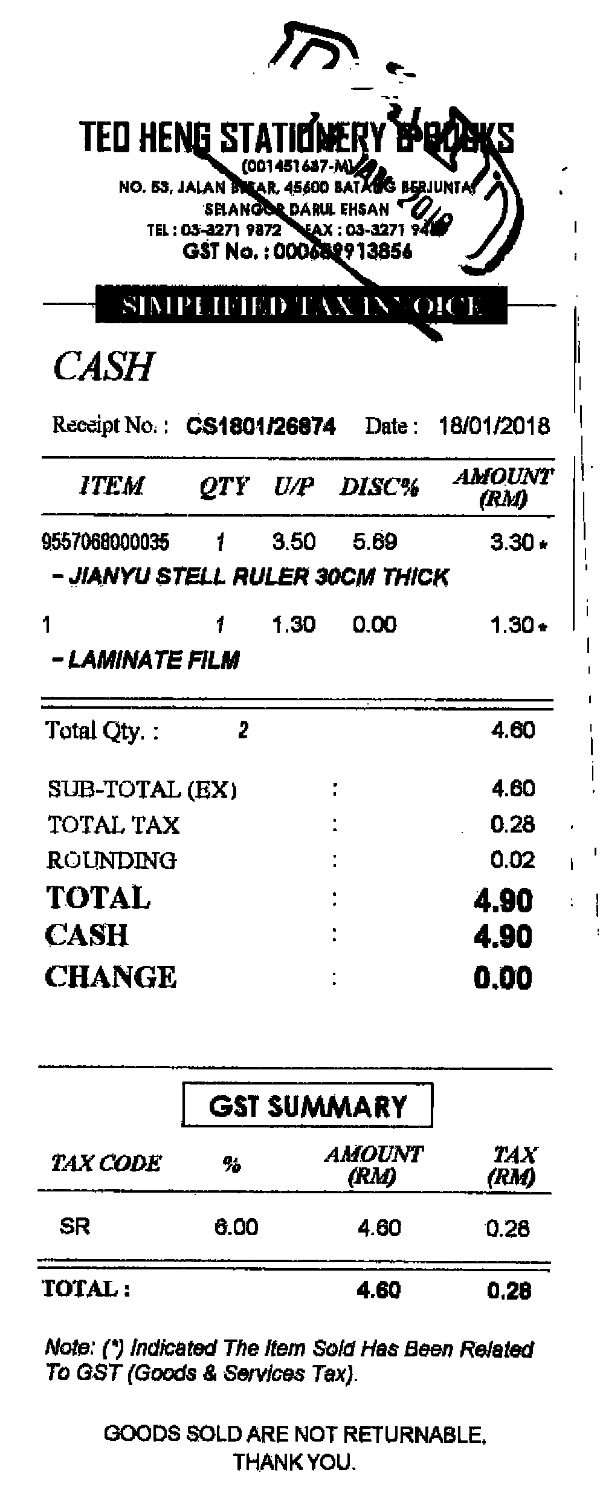 TEO HENG STATIONERY & BOOKS
(001451637-M)
NO. 53, JALAN BESAR, 45600 BATANG BERJUNTAI
SELANGOR DARUL EHSAN
TEL : 03-3271 9872 FAX : 03-3271
GST No. : 000689913856
SIMPLIFIED TAX INVOICE
CASH
Receipt No. : CS1801/26874 Date : 18/01/2018
ITEM QTY U/P DISC% AMOUNT (RM)
9557068000035 1 3.50 5.69 3.30 *
- JIANYU STELL RULER 30CM THICK
1 1 1.30 0.00 1.30 *
- LAMINATE FILM
Total Qty. : 2 4.60
SUB-TOTAL (EX) : 4.60
TOTAL TAX : 0.28
ROUNDING : 0.02
TOTAL : 4.90
CASH : 4.90
CHANGE : 0.00
GST SUMMARY
TAX CODE % AMOUNT (RM) TAX (RM)
SR 6.00 4.60 0.28
TOTAL : 4.60 0.28
Note: (*) Indicated The Item Sold Has Been Related
To GST (Goods & Services Tax).
GOODS SOLD ARE NOT RETURNABLE,
THANK YOU.